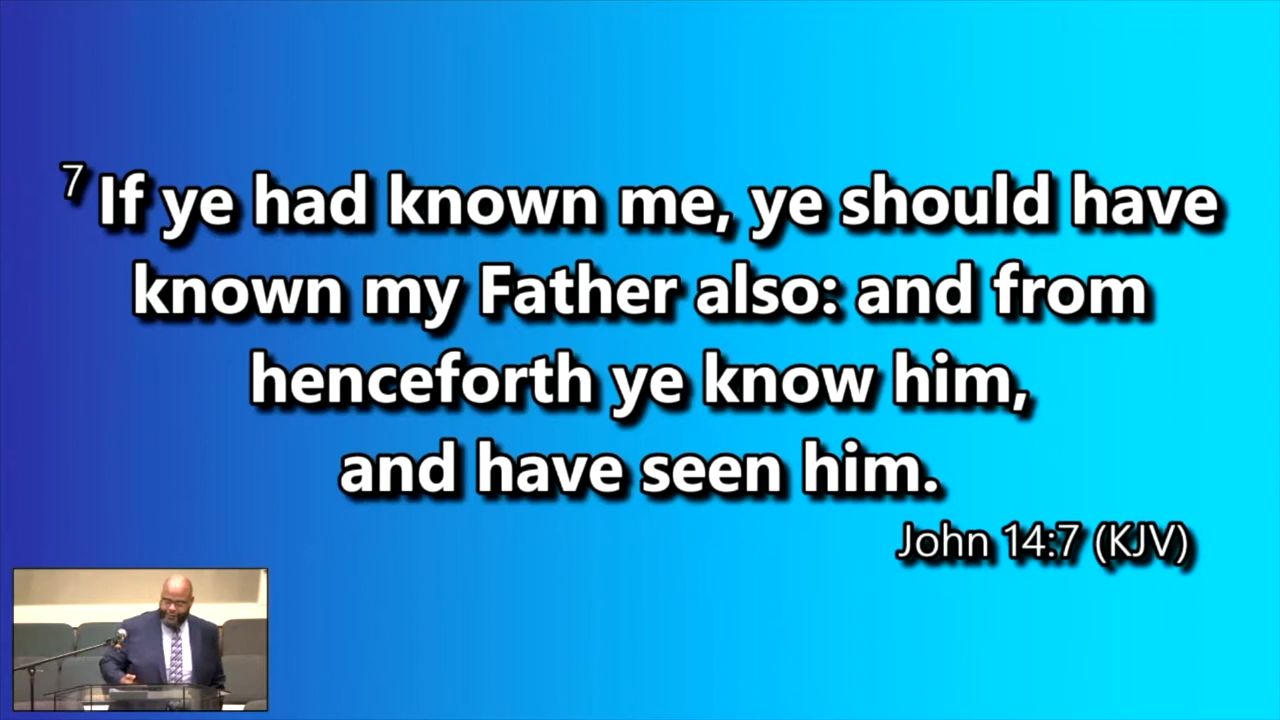 7 If ye had known me, ye should have
known my Father also: and from
henceforth ye know him,
and have seen him.
John 14:7 (KJV)